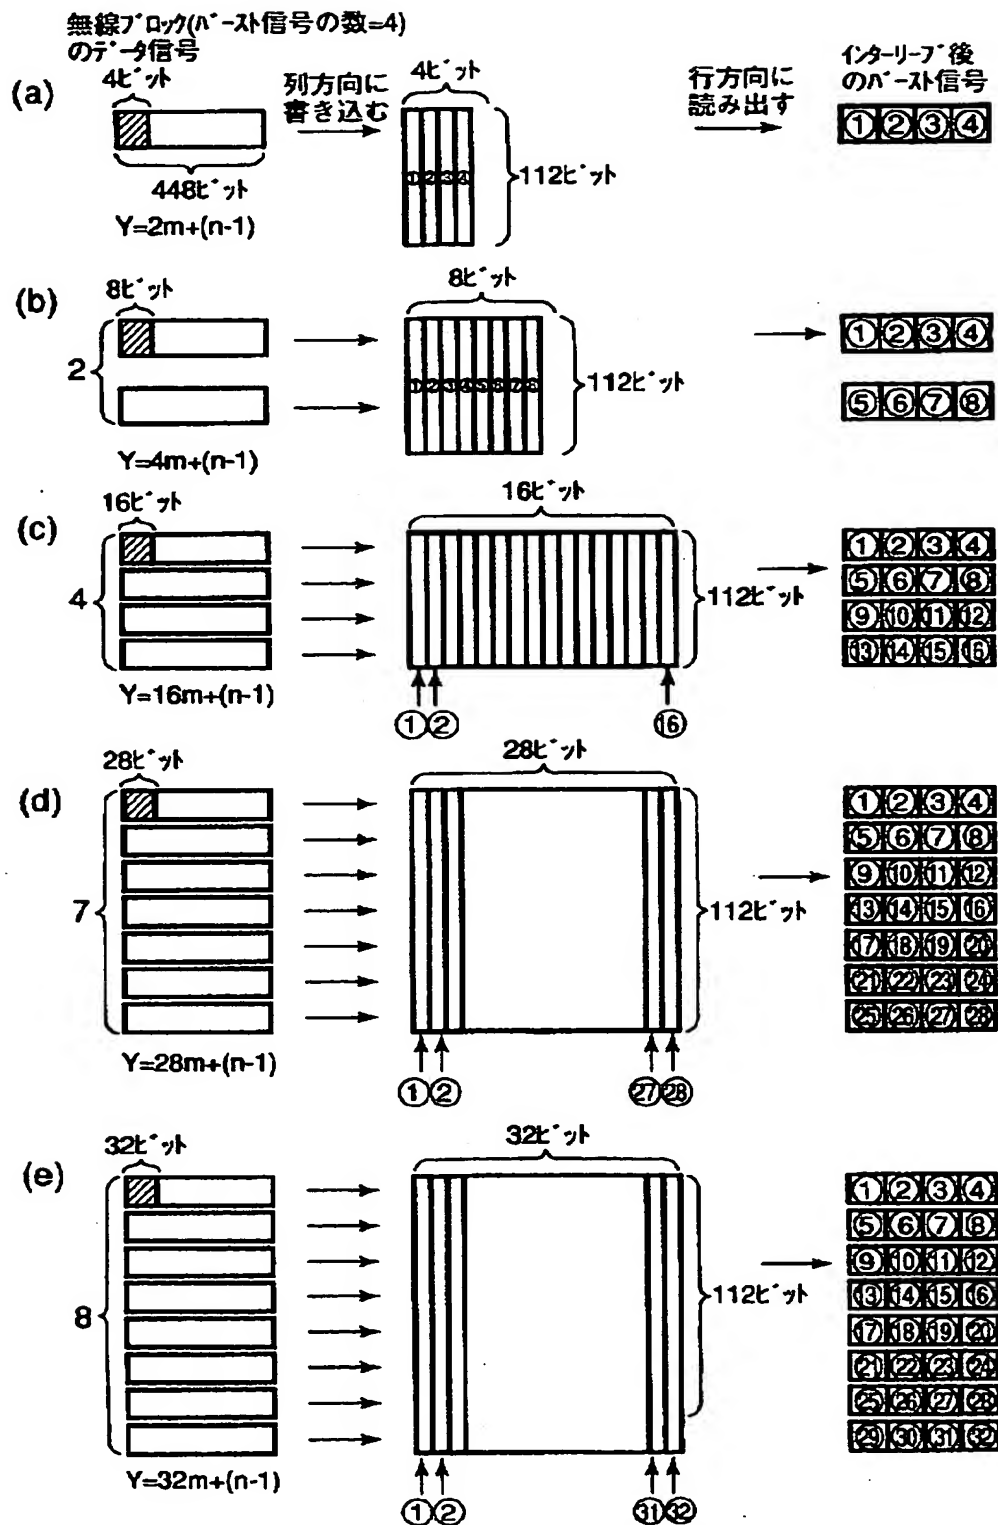 無線ブロック(バースト信号の数=4)
のデータ信号
インターリーブ後
のバースト信号
(a)
4ビット
列方向に
書き込む
4ビット
行方向に
読み出す
①②③④
①②③④
112ビット
448ビット
Y=2m+(n-1)
(b)
8ビット
8ビット
2
①②③④⑤⑥⑦⑧
112ビット
①②③④
⑤⑥⑦⑧
Y=4m+(n-1)
(c)
16ビット
16ビット
4
112ビット
①②③④
⑤⑥⑦⑧
⑨⑩⑪⑫
⑬⑭⑮⑯
Y=16m+(n-1)
①② ⑯
(d)
28ビット
28ビット
7
112ビット
①②③④
⑤⑥⑦⑧
⑨⑩⑪⑫
⑬⑭⑮⑯
⑰⑱⑲⑳
㉑㉒㉓㉔
㉕㉖㉗㉘
Y=28m+(n-1)
①② ㉗㉘
(e)
32ビット
32ビット
8
112ビット
①②③④
⑤⑥⑦⑧
⑨⑩⑪⑫
⑬⑭⑮⑯
⑰⑱⑲⑳
㉑㉒㉓㉔
㉕㉖㉗㉘
㉙㉚㉛㉜
Y=32m+(n-1)
①② ㉛㉜